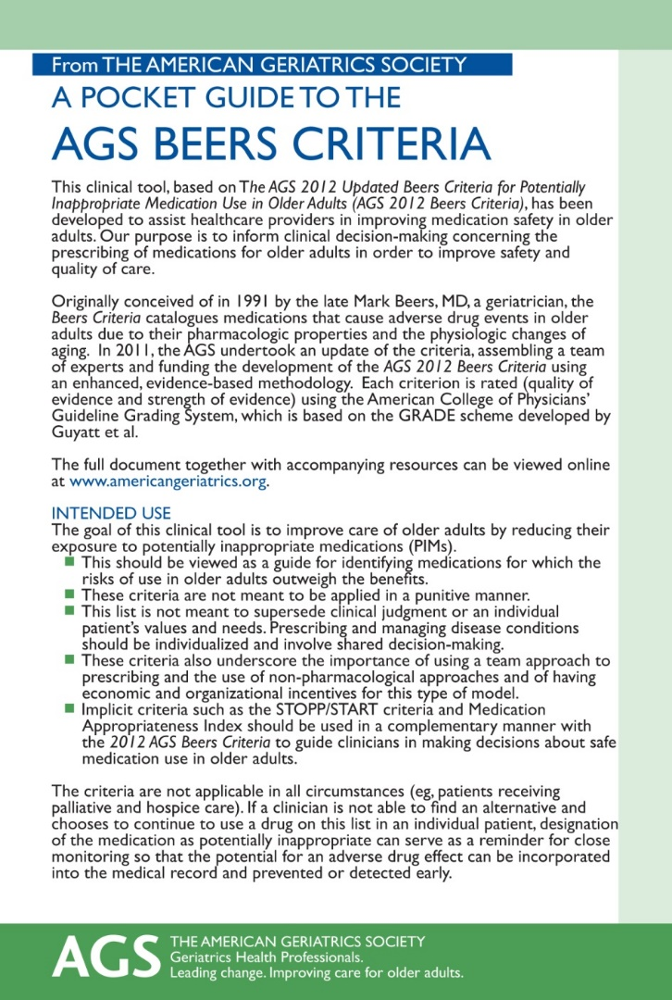 From THE AMERICAN GERIATRICS SOCIETY
A POCKET GUIDE TO THE
AGS BEERS CRITERIA
This clinical tool, based on The AGS 2012 Updated Beers Criteria for Potentially
Inappropriate Medication Use in Older Adults (AGS 2012 Beers Criteria), has been
developed to assist healthcare providers in improving medication safety in older
adults. Our purpose is to inform clinical decision-making concerning the
prescribing of medications for older adults in order to improve safety and
quality of care.
Originally conceived of in 1991 by the late Mark Beers, MD, a geriatrician, the
Beers Criteria catalogues medications that cause adverse drug events in older
adults due to their pharmacologic properties and the physiologic changes of
aging. In 2011, the AGS undertook an update of the criteria, assembling a team
of experts and funding the development of the AGS 2012 Beers Criteria using
an enhanced, evidence-based methodology. Each criterion is rated (quality of
evidence and strength of evidence) using the American College of Physicians’
Guideline Grading System, which is based on the GRADE scheme developed by
Guyatt et al.
The full document together with accompanying resources can be viewed online
at www.americangeriatrics.org.
INTENDED USE
The goal of this clinical tool is to improve care of older adults by reducing their
exposure to potentially inappropriate medications (PIMs).
■ This should be viewed as a guide for identifying medications for which the
risks of use in older adults outweigh the benefits.
■ These criteria are not meant to be applied in a punitive manner.
■ This list is not meant to supersede clinical judgment or an individual
patient’s values and needs. Prescribing and managing disease conditions
should be individualized and involve shared decision-making.
■ These criteria also underscore the importance of using a team approach to
prescribing and the use of non-pharmacological approaches and of having
economic and organizational incentives for this type of model.
■ Implicit criteria such as the STOPP/START criteria and Medication
Appropriateness Index should be used in a complementary manner with
the 2012 AGS Beers Criteria to guide clinicians in making decisions about safe
medication use in older adults.
The criteria are not applicable in all circumstances (eg, patients receiving
palliative and hospice care). If a clinician is not able to find an alternative and
chooses to continue to use a drug on this list in an individual patient, designation
of the medication as potentially inappropriate can serve as a reminder for close
monitoring so that the potential for an adverse drug effect can be incorporated
into the medical record and prevented or detected early.
AGS
THE AMERICAN GERIATRICS SOCIETY
Geriatrics Health Professionals.
Leading change. Improving care for older adults.